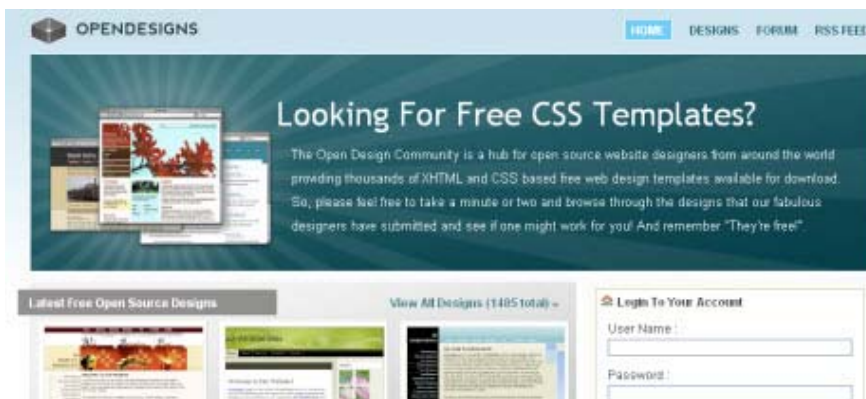 OPENDESIGNS
HOME DESIGNS FORUM RSS FEED
Looking For Free CSS Templates?
The Open Design Community is a hub for open source website designers from around the world
providing thousands of XHTML and CSS based free web design templates available for download.
So, please feel free to take a minute or two and browse through the designs that our fabulous
designers have submitted and see if one might work for you! And remember "They're free!".
Latest Free Open Source Designs
View All Designs (1405 total) »
Login To Your Account
User Name :
Password :